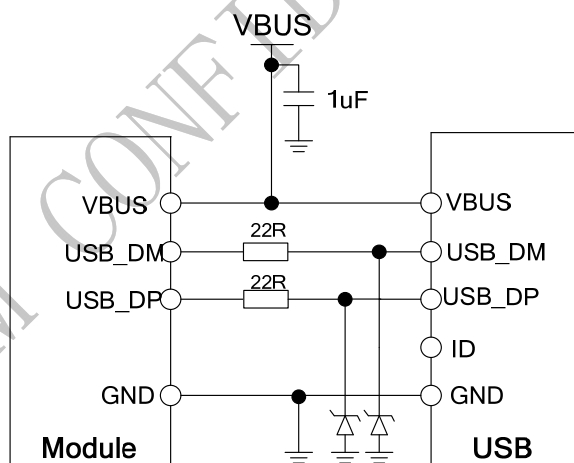 VBUS
1uF
VBUS
VBUS
22R
USB_DM
USB_DM
22R
USB_DP
USB_DP
ID
GND
GND
Module
USB